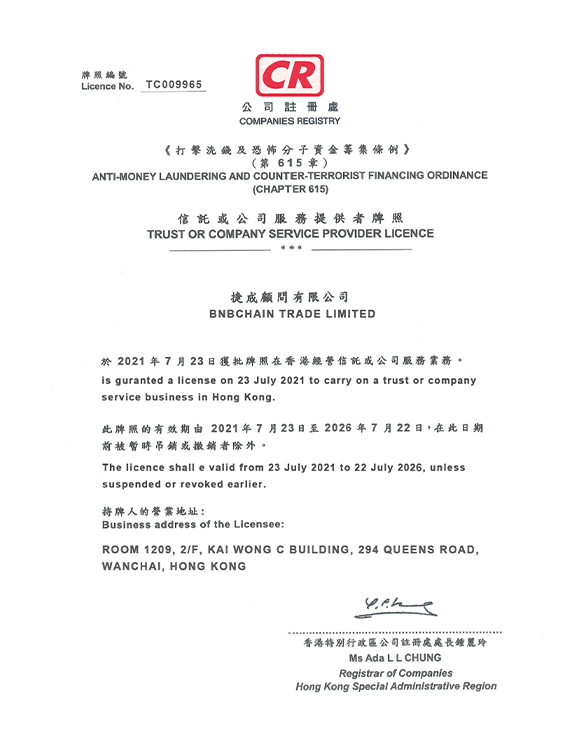 牌照編號
Licence No. TC009965
CR
公司註冊處
COMPANIES REGISTRY
《打擊洗錢及恐怖分子資金籌集條例》
(第 615 章)
ANTI-MONEY LAUNDERING AND COUNTER-TERRORIST FINANCING ORDINANCE
(CHAPTER 615)
信託或公司服務提供者牌照
TRUST OR COMPANY SERVICE PROVIDER LICENCE
***
捷成顧問有限公司
BNBCHAIN TRADE LIMITED
於 2021 年 7 月 23 日獲批牌照在香港經營信託或公司服務業務。
is guranted a license on 23 July 2021 to carry on a trust or company
service business in Hong Kong.
此牌照的有效期由 2021 年 7 月 23 日至 2026 年 7 月 22 日,在此日期
前被暫時吊銷或撤銷者除外。
The licence shall e valid from 23 July 2021 to 22 July 2026, unless
suspended or revoked earlier.
持牌人的營業地址:
Business address of the Licensee:
ROOM 1209, 2/F, KAI WONG C BUILDING, 294 QUEENS ROAD,
WANCHAI, HONG KONG
香港特別行政區公司註冊處處長鍾麗玲
Ms Ada L L CHUNG
Registrar of Companies
Hong Kong Special Administrative Region